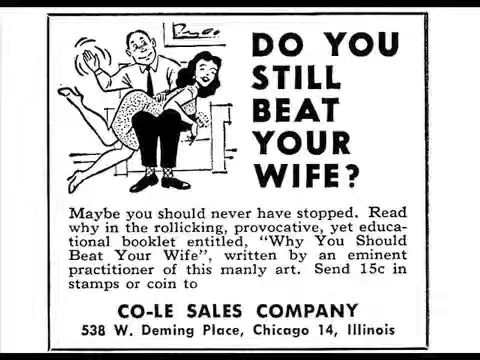 DO YOU
STILL
BEAT
YOUR
WIFE?
Maybe you should never have stopped. Read
why in the rollicking, provocative, yet educa-
tional booklet entitled, "Why You Should
Beat Your Wife", written by an eminent
practitioner of this manly art. Send 15c in
stamps or coin to
CO-LE SALES COMPANY
538 W. Deming Place, Chicago 14, Illinois